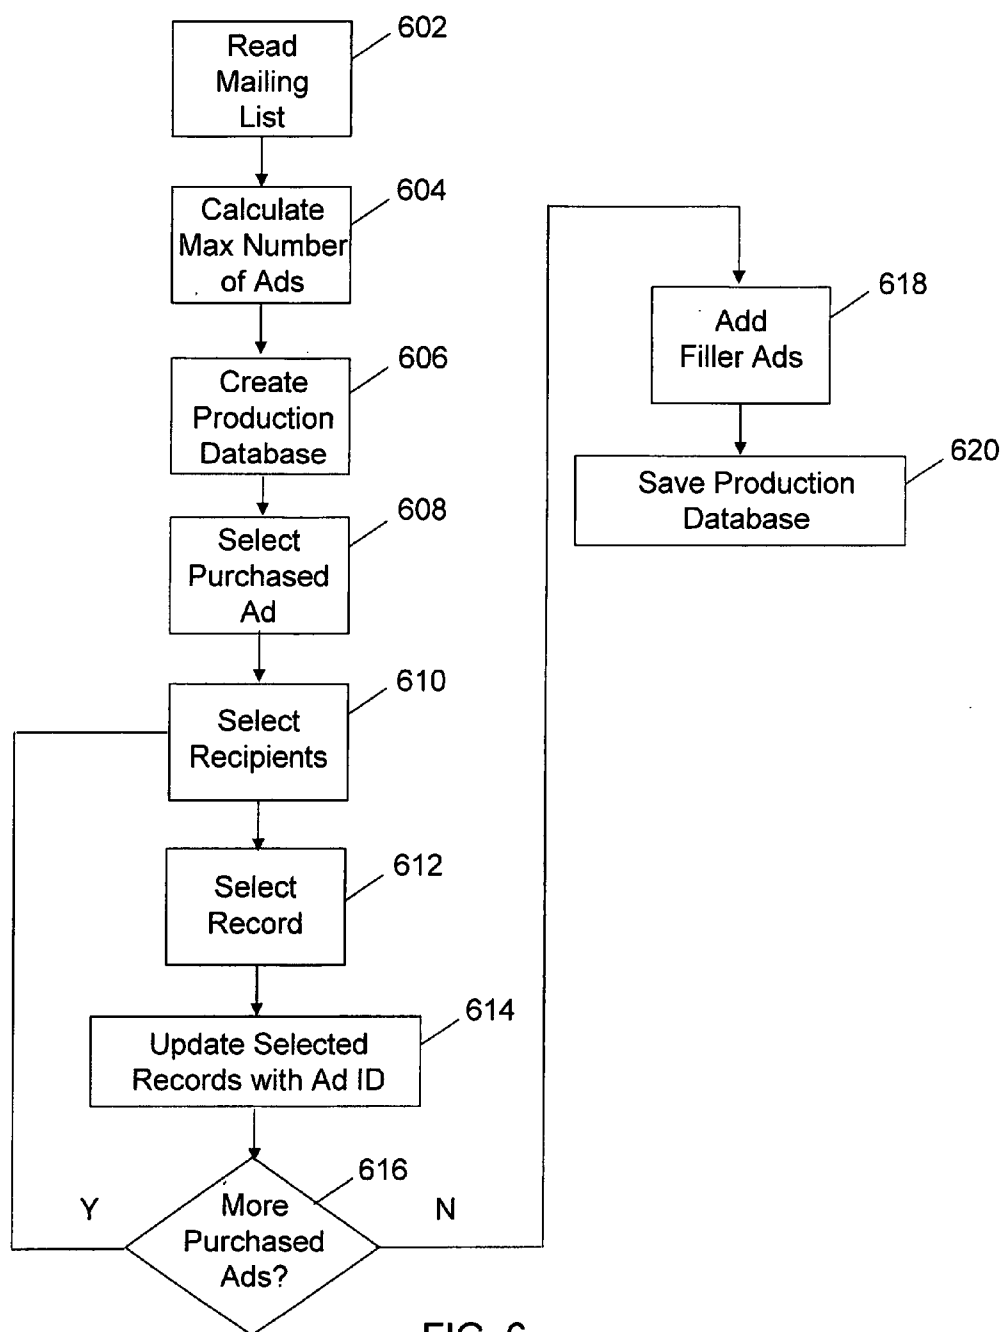 602
Read
Mailing
List
604
Calculate
Max Number
of Ads
606
Create
Production
Database
608
Select
Purchased
Ad
610
Select
Recipients
612
Select
Record
614
Update Selected
Records with Ad ID
616
More
Purchased
Ads?
Y
N
618
Add
Filler Ads
620
Save Production
Database
FIG. 6